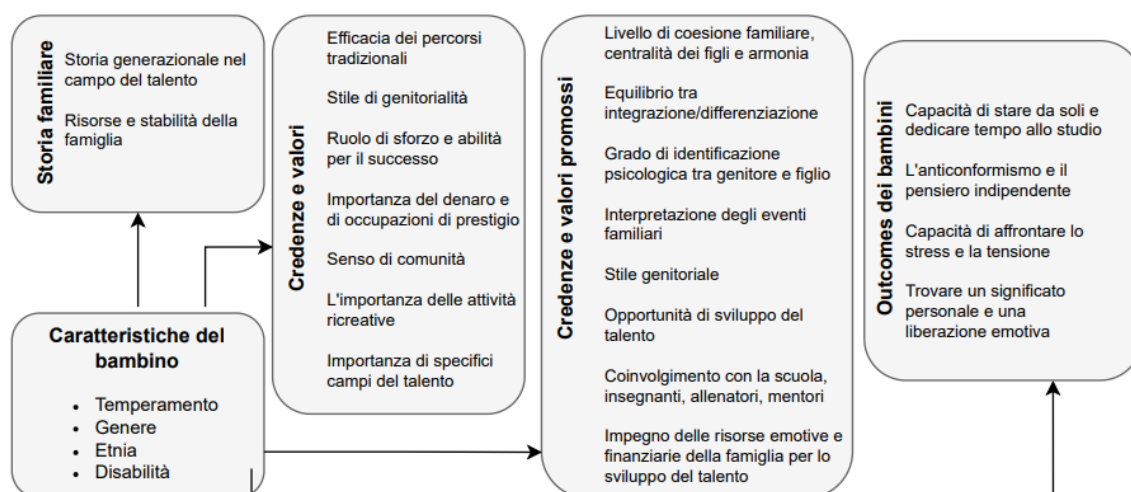 Storia familiare
Storia generazionale nel
campo del talento
Risorse e stabilità della
famiglia
Caratteristiche del
bambino
• Temperamento
• Genere
• Etnia
• Disabilità
Credenze e valori
Efficacia dei percorsi
tradizionali
Stile di genitorialità
Ruolo di sforzo e abilità
per il successo
Importanza del denaro e
di occupazioni di prestigio
Senso di comunità
L'importanza delle attività
ricreative
Importanza di specifici
campi del talento
Credenze e valori promossi
Livello di coesione familiare,
centralità dei figli e armonia
Equilibrio tra
integrazione/differenziazione
Grado di identificazione
psicologica tra genitore e figlio
Interpretazione degli eventi
familiari
Stile genitoriale
Opportunità di sviluppo del
talento
Coinvolgimento con la scuola,
insegnanti, allenatori, mentori
Impegno delle risorse emotive e
finanziarie della famiglia per lo
sviluppo del talento
Outcomes dei bambini
Capacità di stare da soli e
dedicare tempo allo studio
L'anticonformismo e il
pensiero indipendente
Capacità di affrontare lo
stress e la tensione
Trovare un significato
personale e una
liberazione emotiva